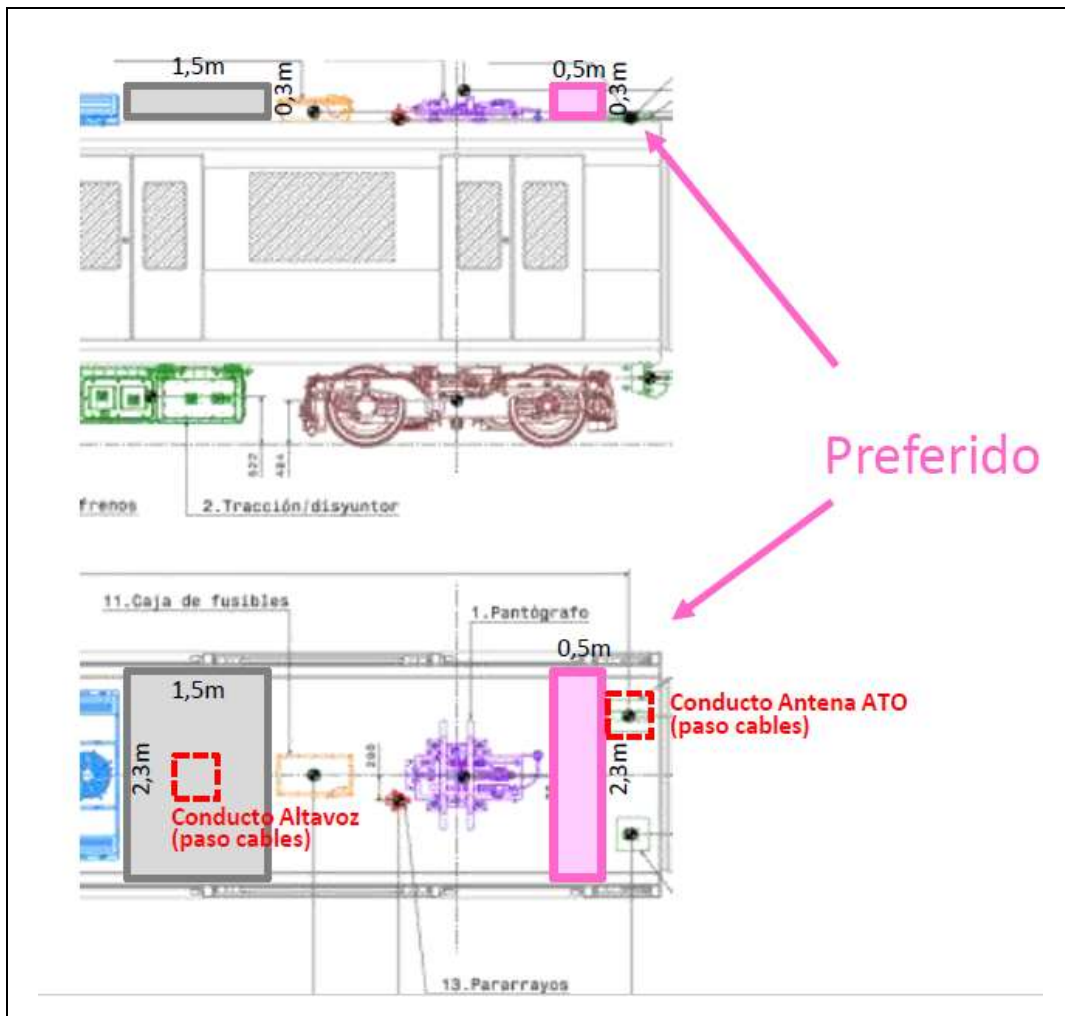 1,5m
0,3m
0,5m
0,3m
522
484
frenos
2.Tracción/disyuntor
Preferido
11.Caja de fusibles
1.Pantógrafo
0,5m
1,5m
Conducto Antena ATO
(paso cables)
2,3m
2,3m
Conducto Altavoz
(paso cables)
13.Pararrayos